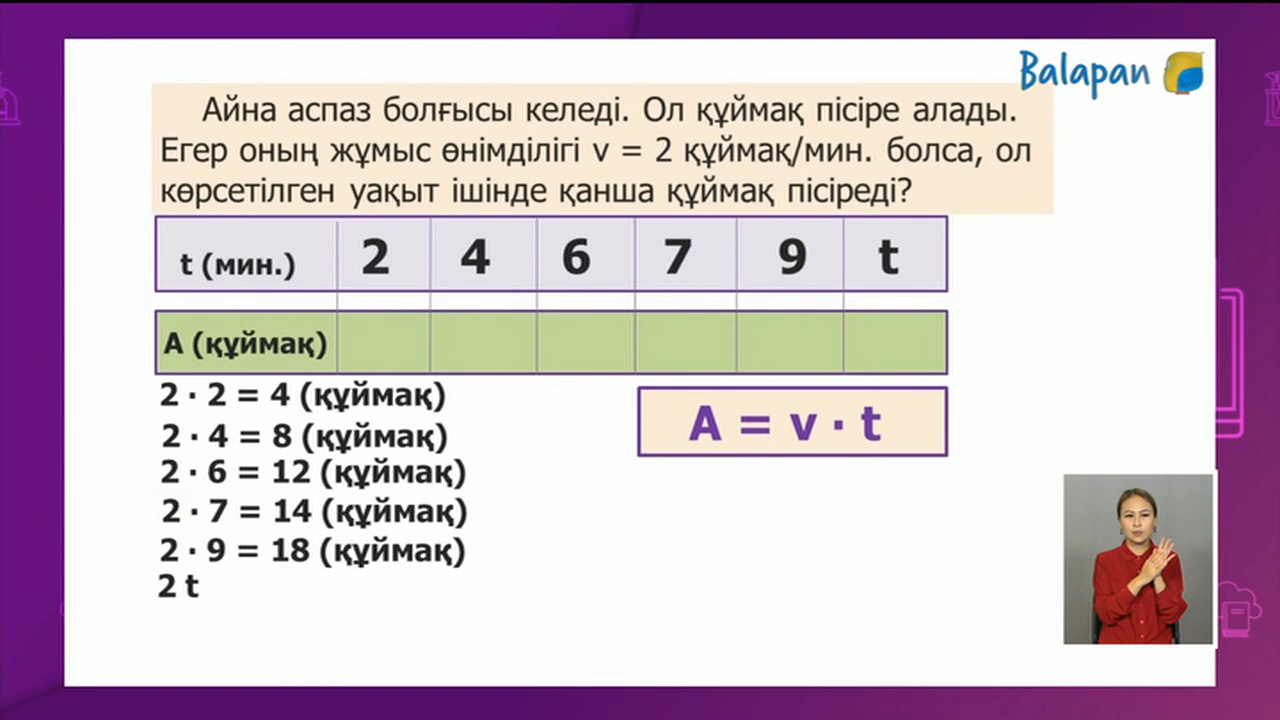 Balapan
Айна аспаз болғысы келеді. Ол құймақ пісіре алады.
Егер оның жұмыс өнімділігі v = 2 құймақ/мин. болса, ол
көрсетілген уақыт ішінде қанша құймақ пісіреді?
t (мин.) 2 4 6 7 9 t
A (құймақ)
2 · 2 = 4 (құймақ)
A = v · t
2 · 4 = 8 (құймақ)
2 · 6 = 12 (құймақ)
2 · 7 = 14 (құймақ)
2 · 9 = 18 (құймақ)
2 t